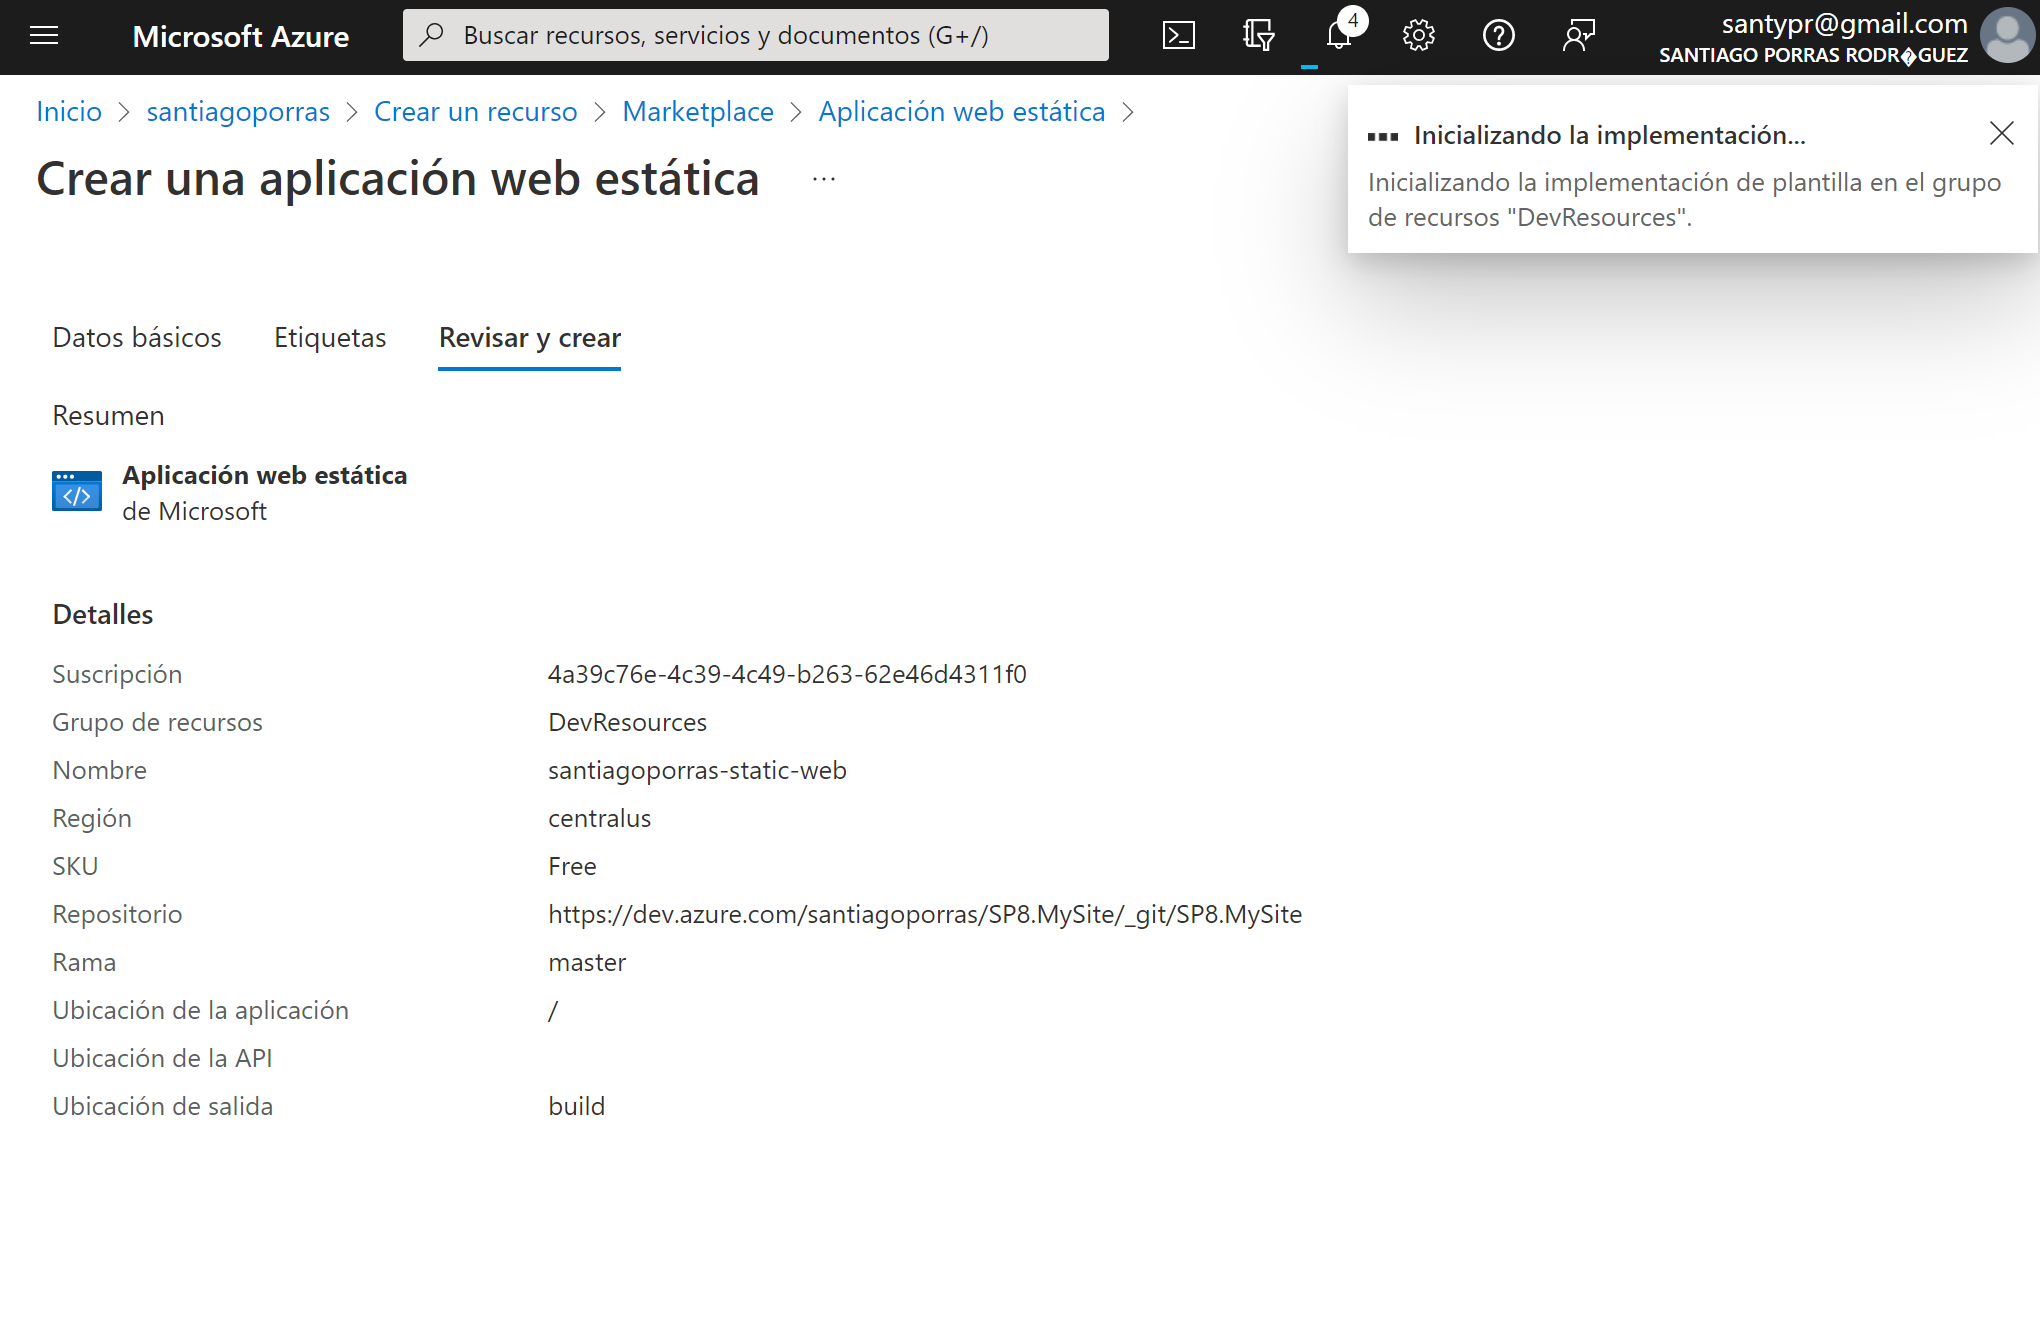 Microsoft Azure
Buscar recursos, servicios y documentos (G+/)
4
santypr@gmail.com
SANTIAGO PORRAS RODR�GUEZ
Inicio > santiagoporras > Crear un recurso > Marketplace > Aplicación web estática >
Crear una aplicación web estática ...
Inicializando la implementación...
Inicializando la implementación de plantilla en el grupo
de recursos "DevResources".
Datos básicos Etiquetas Revisar y crear
Resumen
Aplicación web estática
de Microsoft
Detalles
Suscripción 4a39c76e-4c39-4c49-b263-62e46d4311f0
Grupo de recursos DevResources
Nombre santiagoporras-static-web
Región centralus
SKU Free
Repositorio https://dev.azure.com/santiagoporras/SP8.MySite/_git/SP8.MySite
Rama master
Ubicación de la aplicación /
Ubicación de la API
Ubicación de salida build